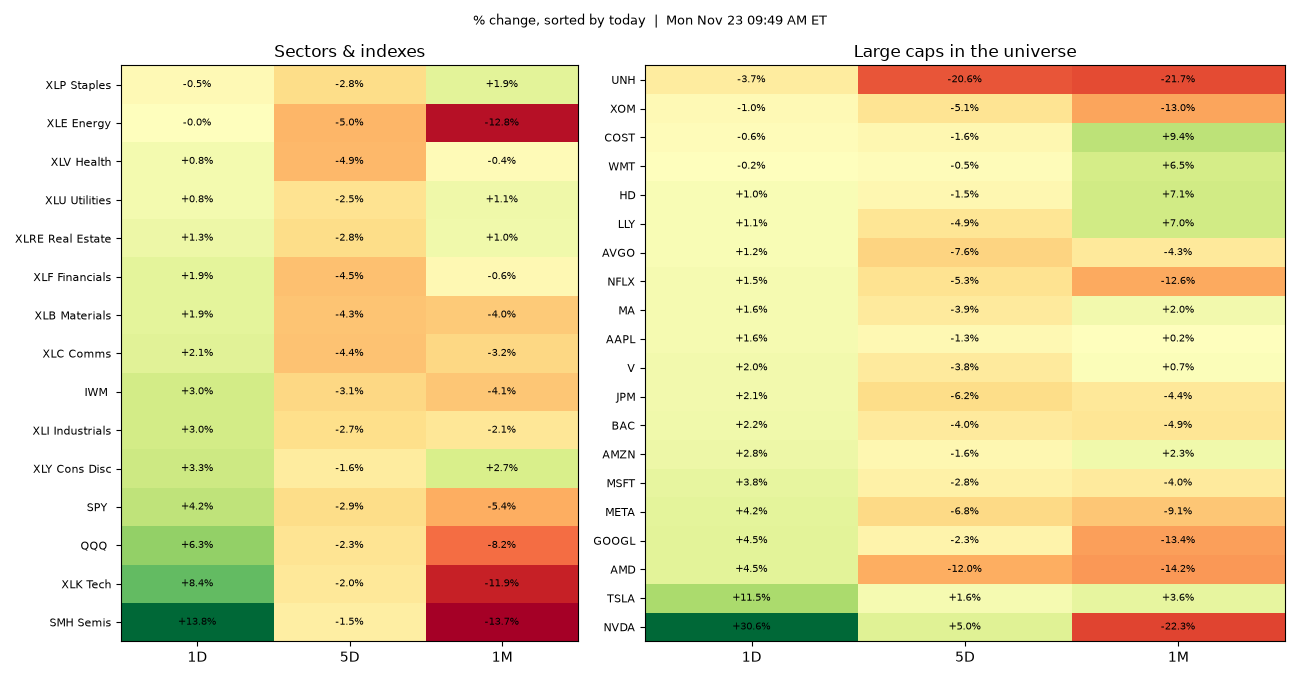 % change, sorted by today | Mon Nov 23 09:49 AM ET
Sectors & indexes
XLP Staples -0.5% -2.8% +1.9%
XLE Energy -0.0% -5.0% -12.8%
XLV Health +0.8% -4.9% -0.4%
XLU Utilities +0.8% -2.5% +1.1%
XLRE Real Estate +1.3% -2.8% +1.0%
XLF Financials +1.9% -4.5% -0.6%
XLB Materials +1.9% -4.3% -4.0%
XLC Comms +2.1% -4.4% -3.2%
IWM +3.0% -3.1% -4.1%
XLI Industrials +3.0% -2.7% -2.1%
XLY Cons Disc +3.3% -1.6% +2.7%
SPY +4.2% -2.9% -5.4%
QQQ +6.3% -2.3% -8.2%
XLK Tech +8.4% -2.0% -11.9%
SMH Semis +13.8% -1.5% -13.7%
1D 5D 1M
Large caps in the universe
UNH -3.7% -20.6% -21.7%
XOM -1.0% -5.1% -13.0%
COST -0.6% -1.6% +9.4%
WMT -0.2% -0.5% +6.5%
HD +1.0% -1.5% +7.1%
LLY +1.1% -4.9% +7.0%
AVGO +1.2% -7.6% -4.3%
NFLX +1.5% -5.3% -12.6%
MA +1.6% -3.9% +2.0%
AAPL +1.6% -1.3% +0.2%
V +2.0% -3.8% +0.7%
JPM +2.1% -6.2% -4.4%
BAC +2.2% -4.0% -4.9%
AMZN +2.8% -1.6% +2.3%
MSFT +3.8% -2.8% -4.0%
META +4.2% -6.8% -9.1%
GOOGL +4.5% -2.3% -13.4%
AMD +4.5% -12.0% -14.2%
TSLA +11.5% +1.6% +3.6%
NVDA +30.6% +5.0% -22.3%
1D 5D 1M